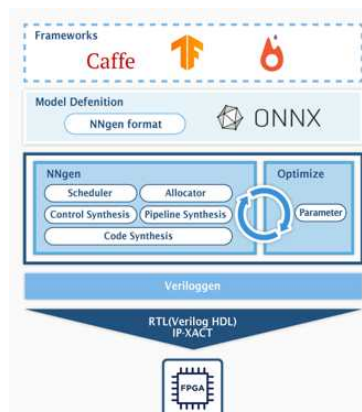 Frameworks
Caffe
Model Defenition
NNgen format
ONNX
NNgen
Optimize
Scheduler
Allocator
Control Synthesis
Pipeline Synthesis
Parameter
Code Synthesis
Veriloggen
RTL(Verilog HDL)
IP-XACT
FPGA